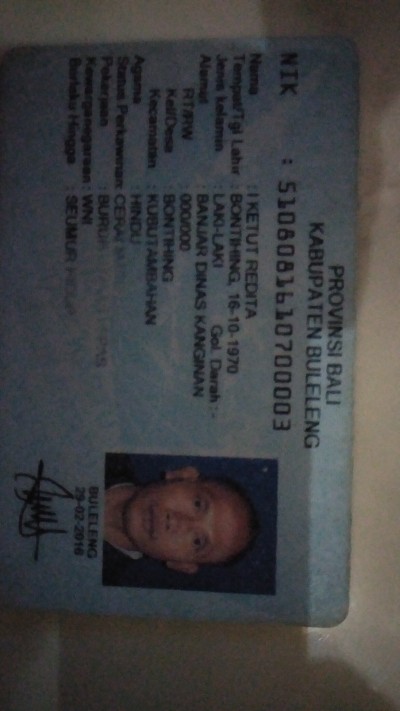 PROVINSI BALI
KABUPATEN BULELENG
NIK : 5108081610700003
Nama : I KETUT REDITA
Tempat/Tgl Lahir : BONTIHING, 16-10-1970
Jenis kelamin : LAKI-LAKI Gol. Darah : -
Alamat : BANJAR DINAS KANGINAN
RT/RW : 000/000
Kel/Desa : BONTIHING
Kecamatan : KUBUTAMBAHAN
Agama : HINDU
Status Perkawinan: CERAI
Pekerjaan : BURUH
Kewarganegaraan : WNI
Berlaku Hingga : SEUMUR HIDUP
BULELENG
29-02-2016